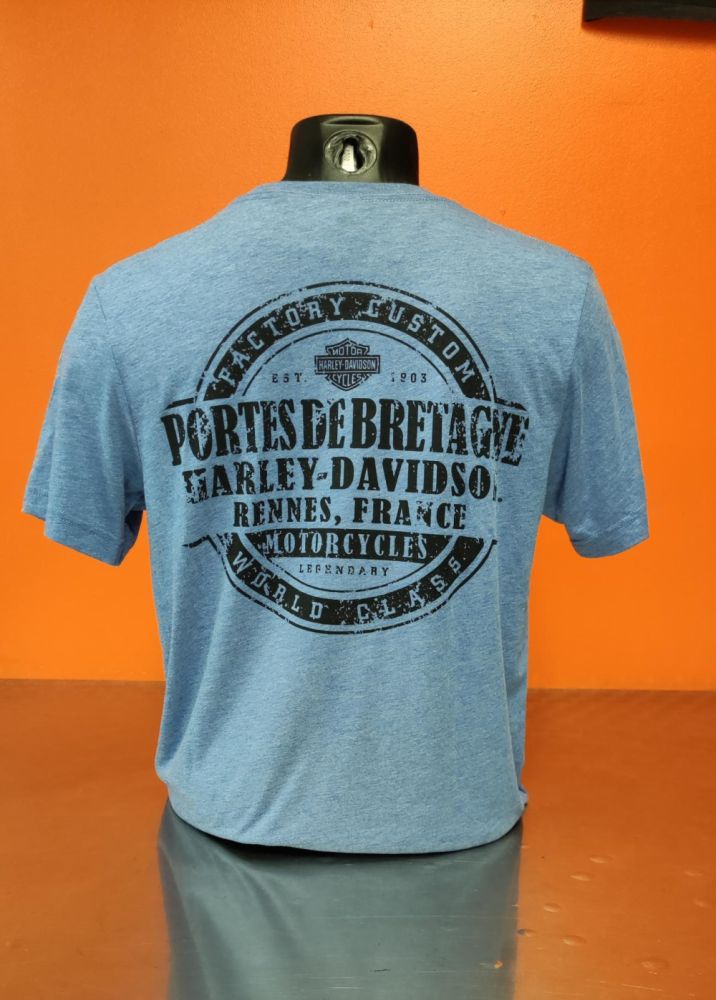 FACTORY CUSTOM
MOTOR
HARLEY-DAVIDSON
CYCLES
EST. 1903
PORTES DE BRETAGNE
HARLEY-DAVIDSON
RENNES, FRANCE
MOTORCYCLES
LEGENDARY
WORLD CLASS